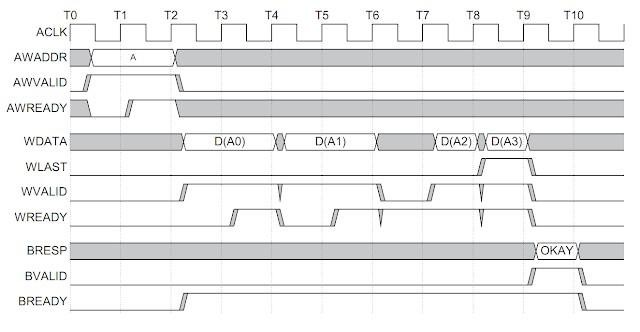 T0 T1 T2 T3 T4 T5 T6 T7 T8 T9 T10
ACLK
AWADDR A
AWVALID
AWREADY
WDATA D(A0) D(A1) D(A2) D(A3)
WLAST
WVALID
WREADY
BRESP OKAY
BVALID
BREADY